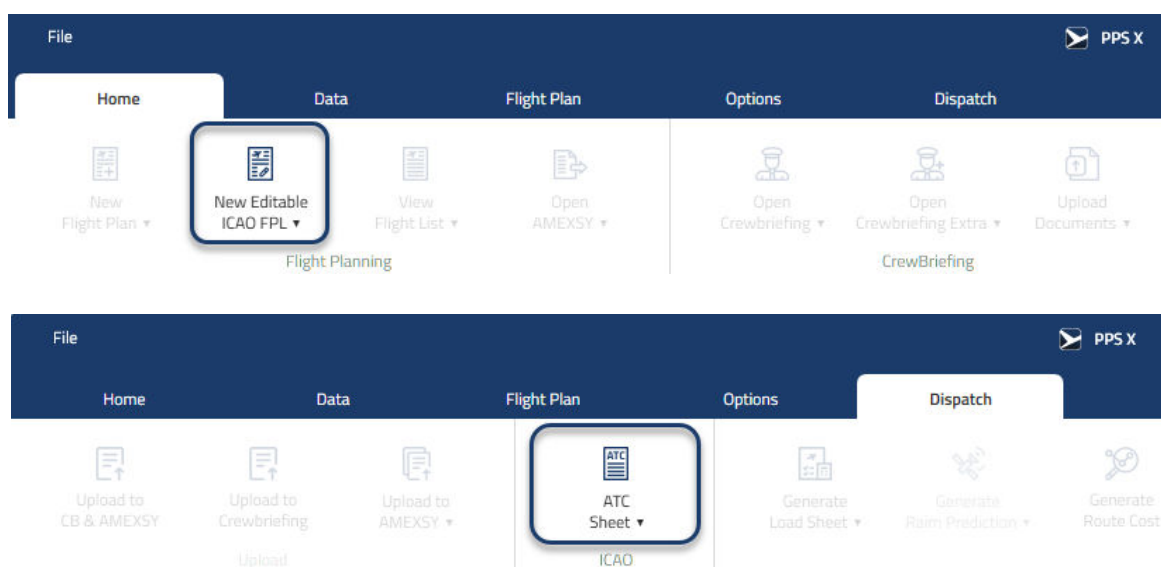 File
PPS X
Home Data Flight Plan Options Dispatch
New New Editable View Open Open Open Upload
Flight Plan ▾ ICAO FPL ▾ Flight List ▾ AMEXSY ▾ Crewbriefing ▾ Crewbriefing Extra ▾ Documents ▾
Flight Planning CrewBriefing
File
PPS X
Home Data Flight Plan Options Dispatch
ATC
Upload to Upload to Upload to ATC Generate Generate Generate
CB & AMEXSY Crewbriefing AMEXSY ▾ Sheet ▾ Load Sheet ▾ Raim Prediction ▾ Route Cost
Upload ICAO